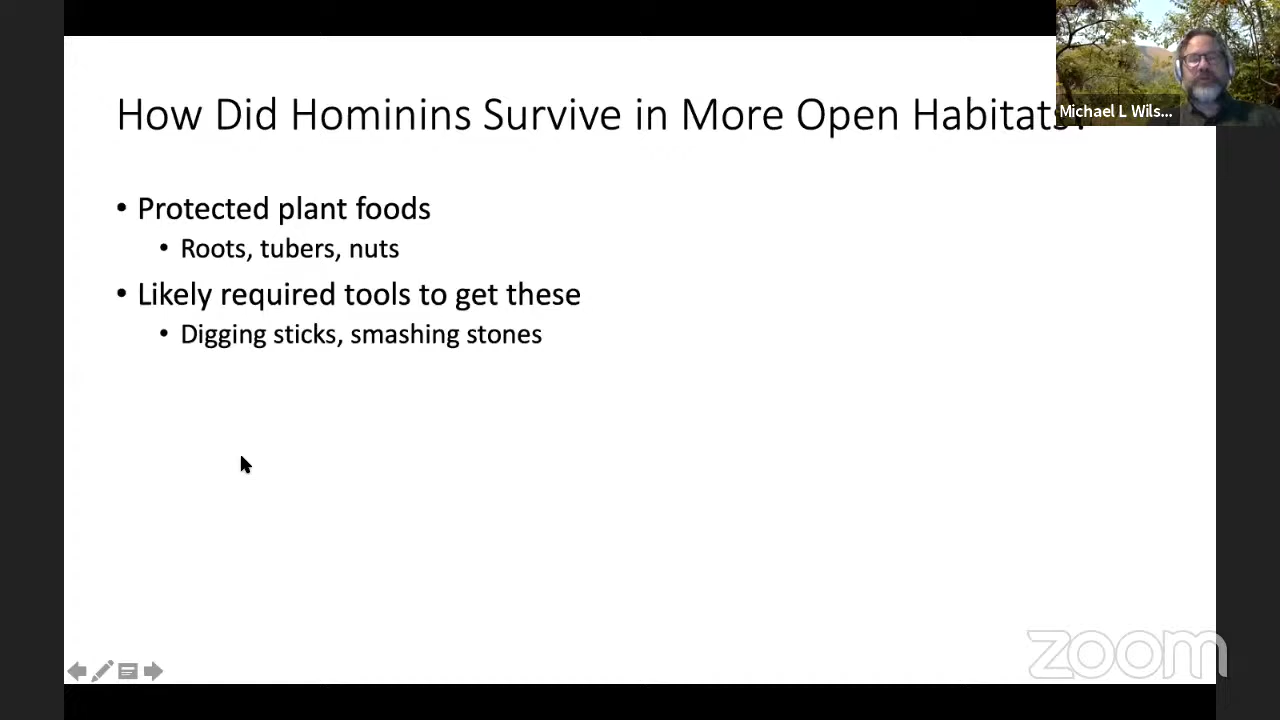 How Did Hominins Survive in More Open Habitats?
Michael L Wils...
• Protected plant foods
• Roots, tubers, nuts
• Likely required tools to get these
• Digging sticks, smashing stones
zoom